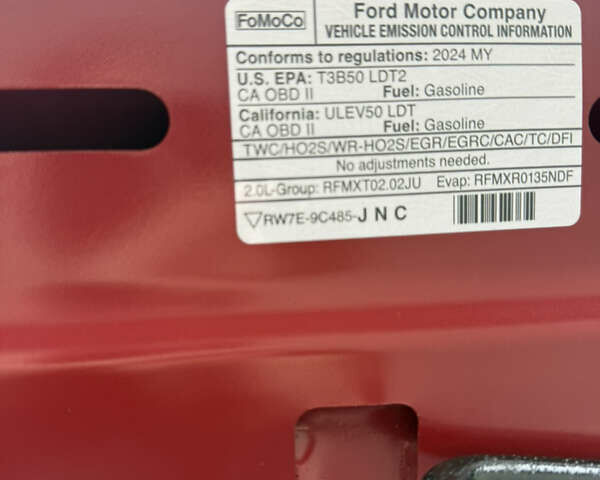 FoMoCo
Ford Motor Company
VEHICLE EMISSION CONTROL INFORMATION
Conforms to regulations: 2024 MY
U.S. EPA: T3B50 LDT2
CA OBD II Fuel: Gasoline
California: ULEV50 LDT
CA OBD II Fuel: Gasoline
TWC/HO2S/WR-HO2S/EGR/EGRC/CAC/TC/DFI
No adjustments needed.
2.0L-Group: RFMXT02.02JU Evap: RFMXR0135NDF
RW7E-9C485-JNC